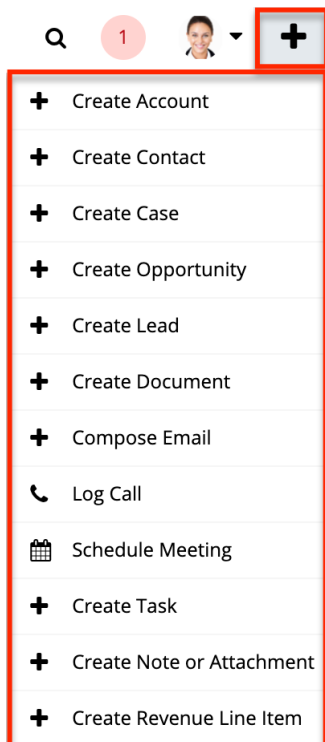 1
Create Account
Create Contact
Create Case
Create Opportunity
Create Lead
Create Document
Compose Email
Log Call
Schedule Meeting
Create Task
Create Note or Attachment
Create Revenue Line Item